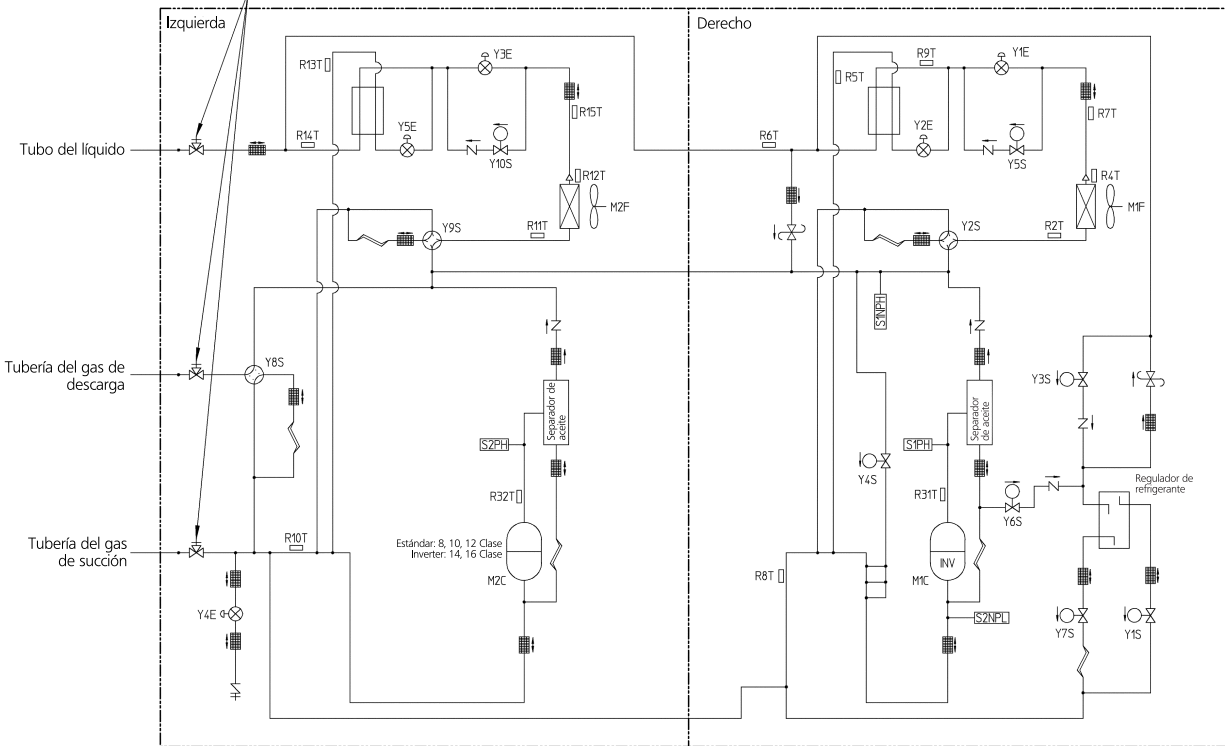 Izquierda
Derecho
R13T
Y3E
R15T
Tubo del líquido
R14T
Y5E
Y10S
R12T
M2F
Y9S
R11T
R9T
Y1E
R5T
R7T
R6T
Y2E
Y5S
R4T
M1F
Y2S
R2T
S1NPH
Tubería del gas de
descarga
Y8S
Separador de
aceite
S2PH
R32T
Separador
de aceite
S1PH
Y4S
R31T
Y3S
Regulador de
refrigerante
Y6S
Tubería del gas
de succión
R10T
Estándar: 8, 10, 12 Clase
Inverter: 14, 16 Clase
M2C
Y4E
R8T
INV
M1C
S2NPL
Y7S
Y1S